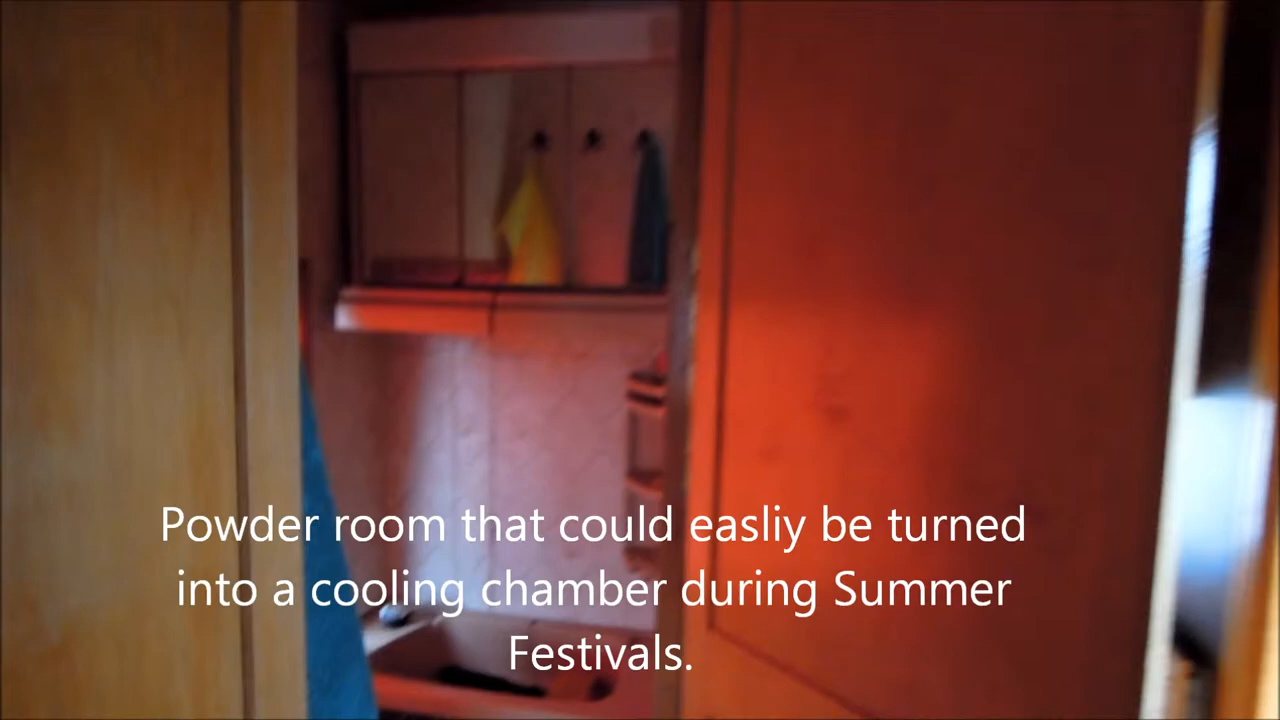 Powder room that could easliy be turned
into a cooling chamber during Summer
Festivals.